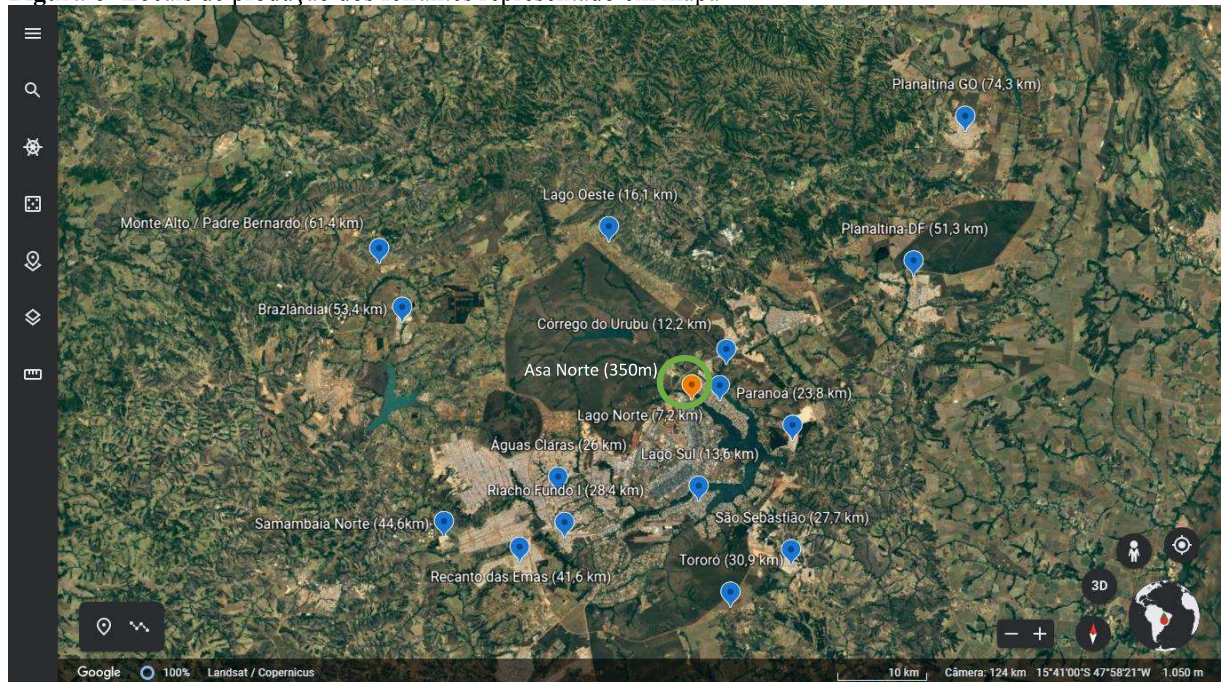 Planaltina GO (74,3 km)
Lago Oeste (16,1 km)
Monte Alto / Padre Bernardo (61,4 km)
Planaltina-DF (51,3 km)
Brazlândia (53,4 km)
Córrego do Urubu (12,2 km)
Asa Norte (350m)
Paranoá (23,8 km)
Lago Norte (7,2 km)
Águas Claras (26 km)
Lago Sul (13,6 km)
Riacho Fundo I (28,4 km)
Samambaia Norte (44,6km)
São Sebastião (27,7 km)
Tororó (30,9 km)
Recanto das Emas (41,6 km)
3D
Google 100% Landsat / Copernicus 10 km Câmera: 124 km 15°41'00"S 47°58'21"W 1.050 m